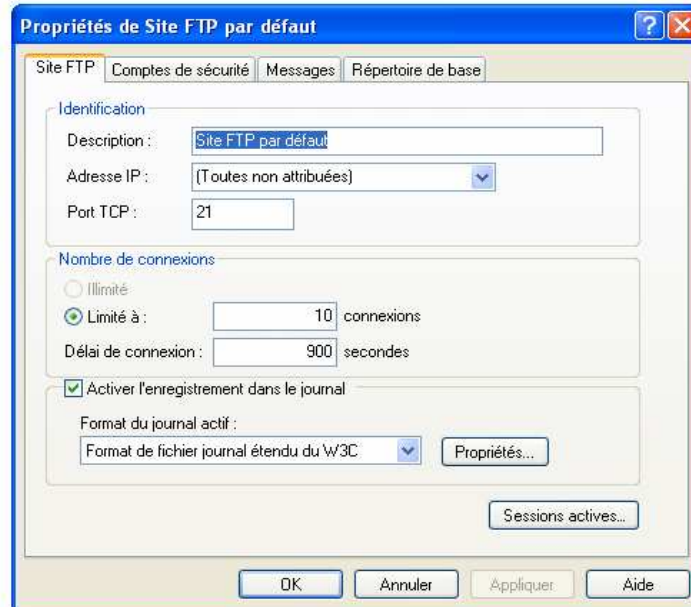 Propriétés de Site FTP par défaut
Site FTP Comptes de sécurité Messages Répertoire de base
Identification
Description : Site FTP par défaut
Adresse IP : (Toutes non attribuées)
Port TCP : 21
Nombre de connexions
Illimité
Limité à : 10 connexions
Délai de connexion : 900 secondes
Activer l'enregistrement dans le journal
Format du journal actif :
Format de fichier journal étendu du W3C Propriétés...
Sessions actives...
OK Annuler Appliquer Aide